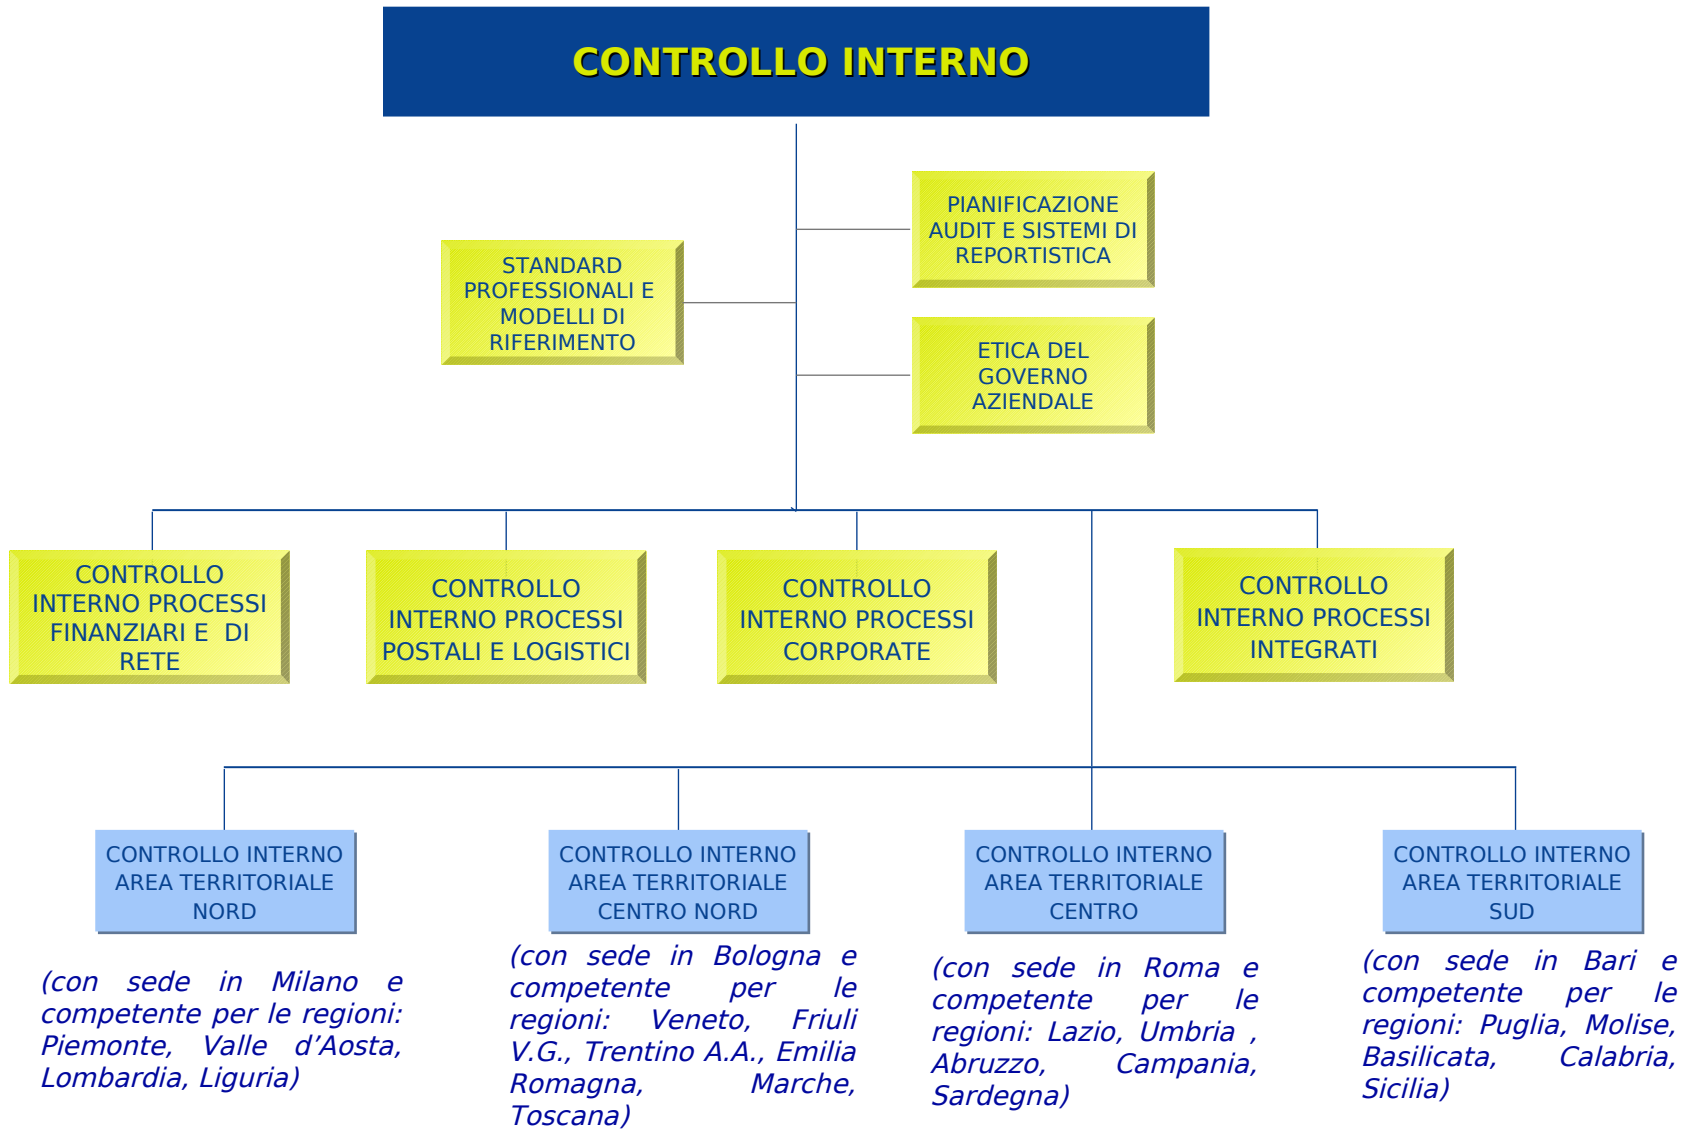 CONTROLLO INTERNO
PIANIFICAZIONE
AUDIT E SISTEMI DI
REPORTISTICA
STANDARD
PROFESSIONALI E
MODELLI DI
RIFERIMENTO
ETICA DEL
GOVERNO
AZIENDALE
CONTROLLO
INTERNO PROCESSI
FINANZIARI E DI
RETE
CONTROLLO
INTERNO PROCESSI
POSTALI E LOGISTICI
CONTROLLO
INTERNO PROCESSI
CORPORATE
CONTROLLO
INTERNO PROCESSI
INTEGRATI
CONTROLLO INTERNO
AREA TERRITORIALE
NORD
(con sede in Milano e
competente per le regioni:
Piemonte, Valle d’Aosta,
Lombardia, Liguria)
CONTROLLO INTERNO
AREA TERRITORIALE
CENTRO NORD
(con sede in Bologna e
competente per le
regioni: Veneto, Friuli
V.G., Trentino A.A., Emilia
Romagna, Marche,
Toscana)
CONTROLLO INTERNO
AREA TERRITORIALE
CENTRO
(con sede in Roma e
competente per le
regioni: Lazio, Umbria ,
Abruzzo, Campania,
Sardegna)
CONTROLLO INTERNO
AREA TERRITORIALE
SUD
(con sede in Bari e
competente per le
regioni: Puglia, Molise,
Basilicata, Calabria,
Sicilia)